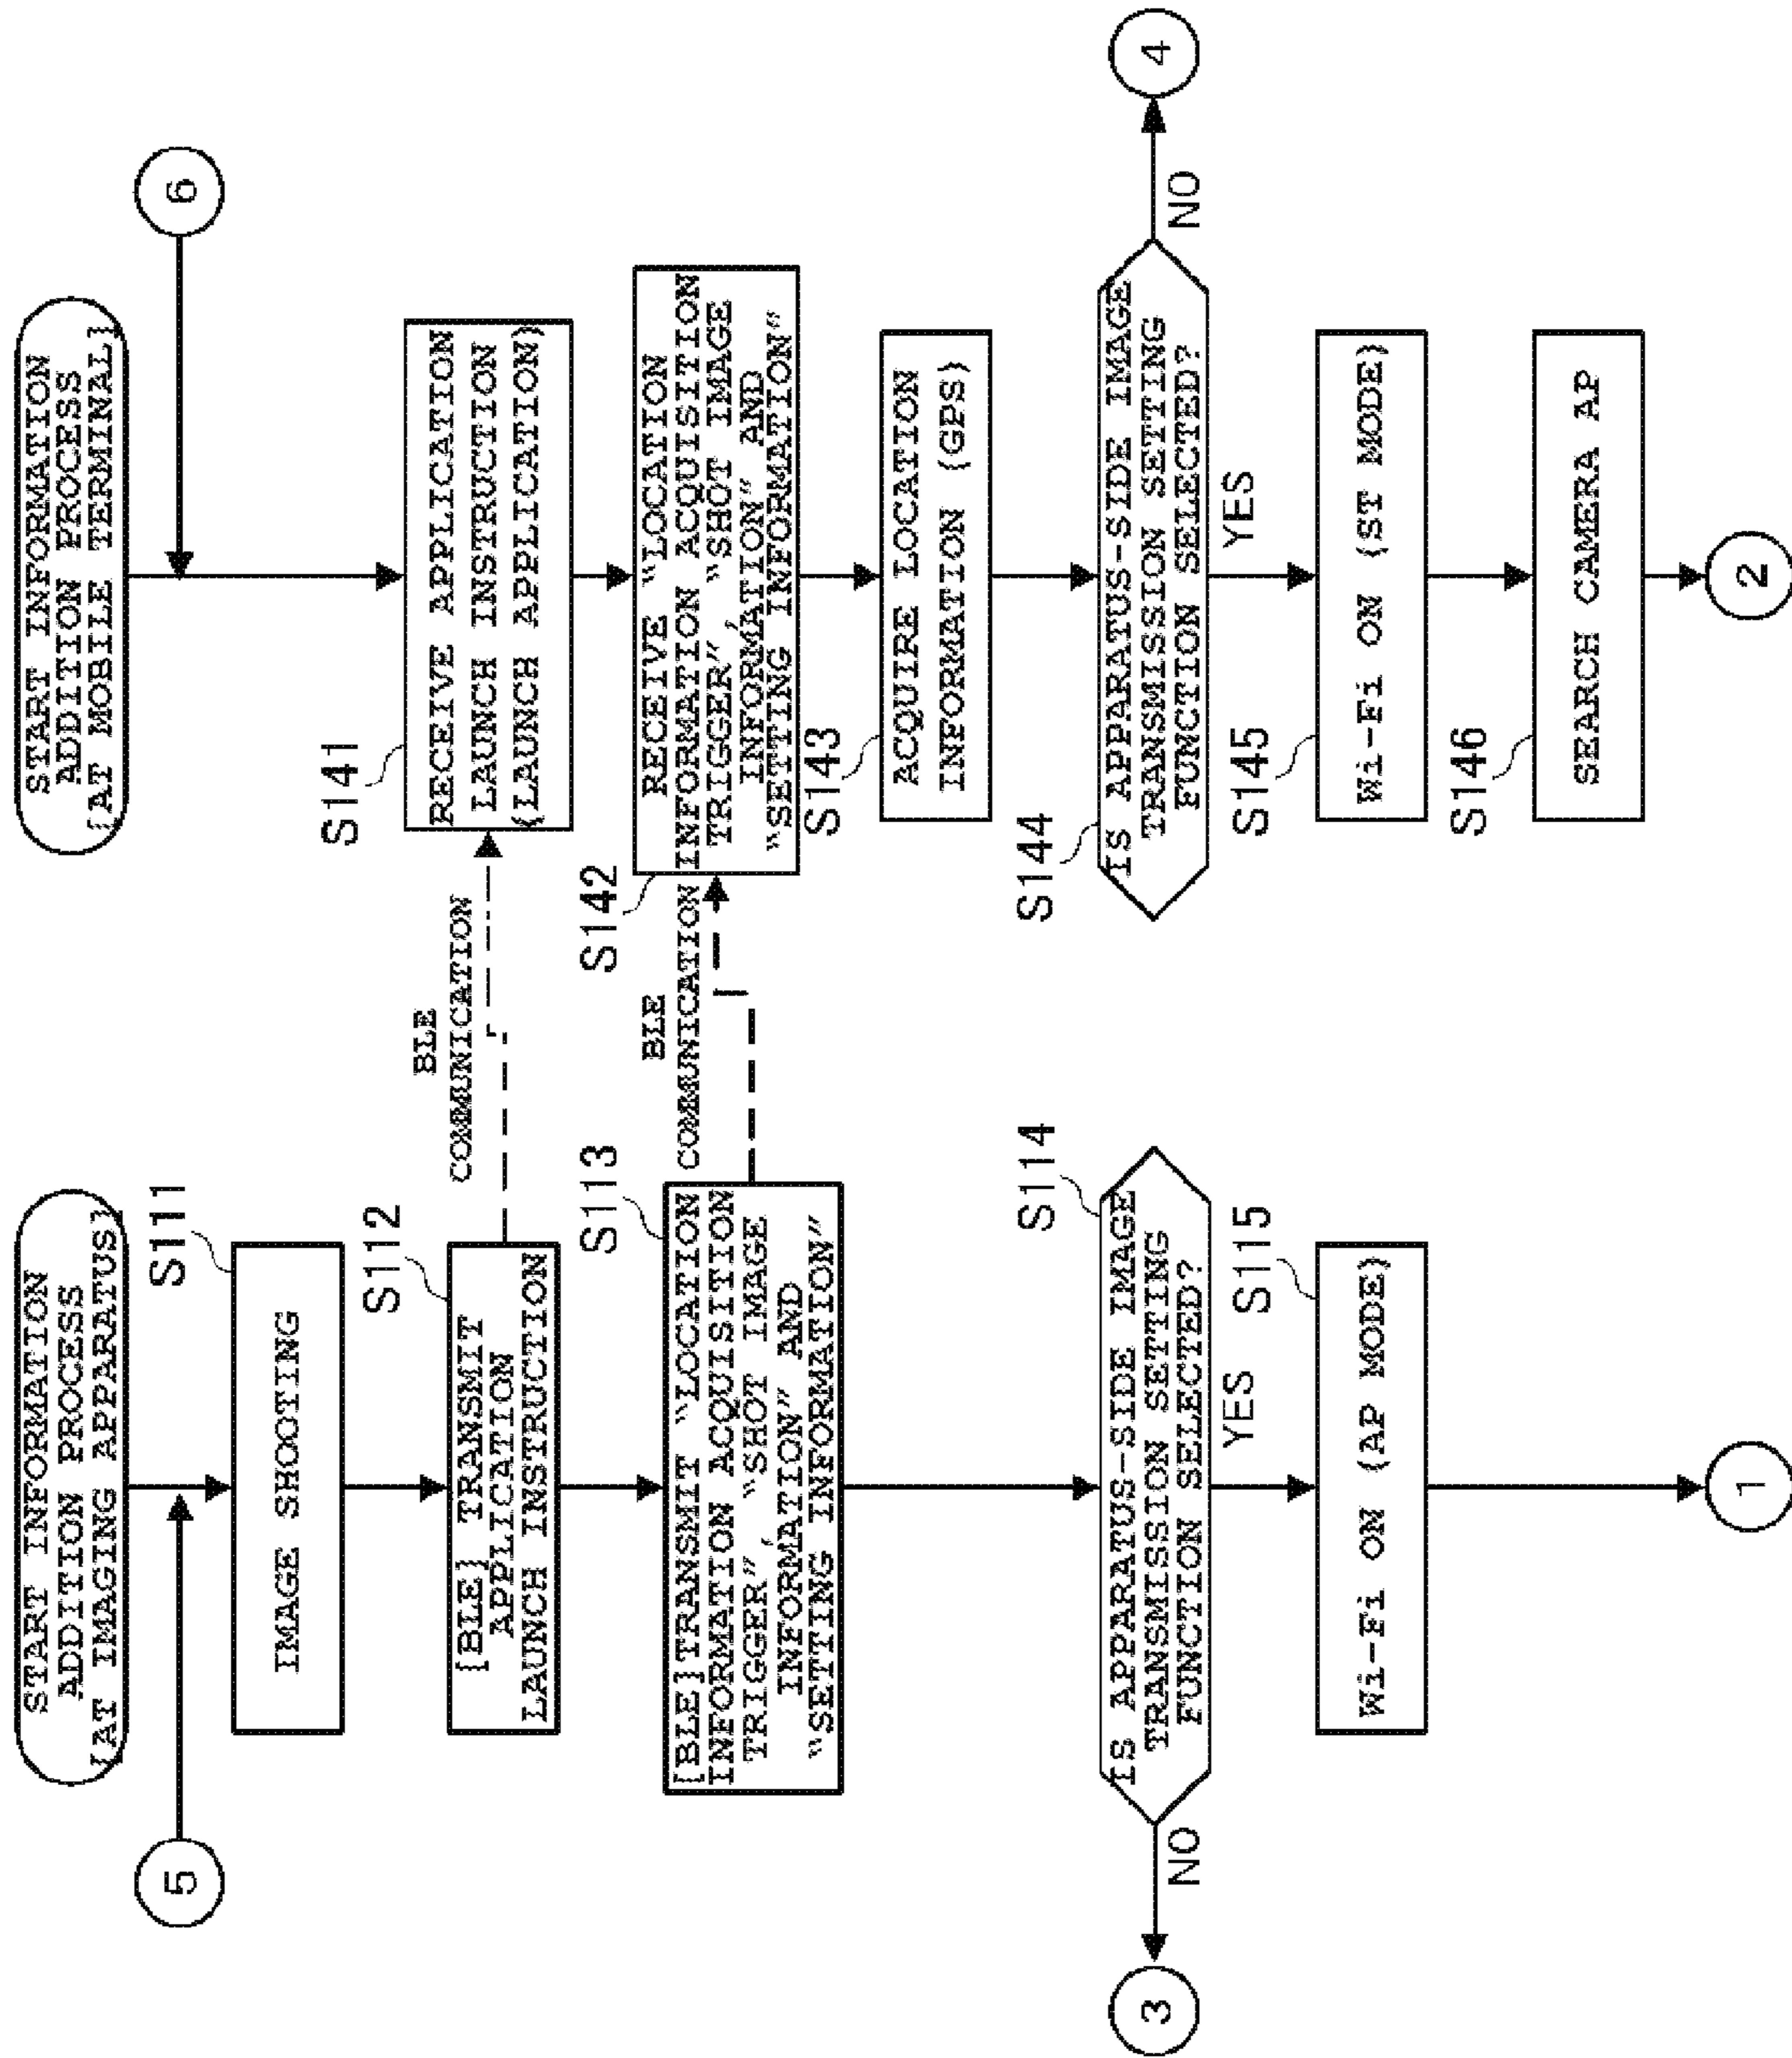 START INFORMATION
ADDITION PROCESS
[AT IMAGING APPARATUS]
5
S111
IMAGE SHOOTING
S112
[BLE] TRANSMIT
APPLICATION
LAUNCH INSTRUCTION
BLE
COMMUNICATION
S113
[BLE]TRANSMIT "LOCATION
INFORMATION ACQUISITION
TRIGGER", "SHOT IMAGE
INFORMATION" AND
"SETTING INFORMATION"
BLE
COMMUNICATION
S114
IS APPARATUS-SIDE IMAGE
TRANSMISSION SETTING
FUNCTION SELECTED?
NO
3
YES
S115
Wi-Fi ON (AP MODE)
1
START INFORMATION
ADDITION PROCESS
[AT MOBILE TERMINAL]
6
S141
RECEIVE APPLICATION
LAUNCH INSTRUCTION
(LAUNCH APPLICATION)
S142
RECEIVE "LOCATION
INFORMATION ACQUISITION
TRIGGER", "SHOT IMAGE
INFORMATION" AND
"SETTING INFORMATION"
S143
ACQUIRE LOCATION
INFORMATION (GPS)
S144
IS APPARATUS-SIDE IMAGE
TRANSMISSION SETTING
FUNCTION SELECTED?
NO
4
YES
S145
Wi-Fi ON (ST MODE)
S146
SEARCH CAMERA AP
2